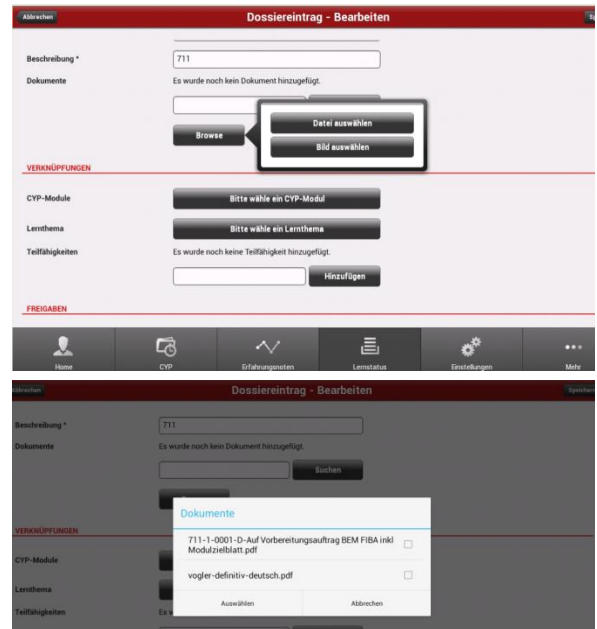 Abbrechen Dossiereintrag - Bearbeiten
Beschreibung * 711
Dokumente Es wurde noch kein Dokument hinzugefügt.
Datei auswählen
Browse
Bild auswählen
VERKNÜPFUNGEN
CYP-Module Bitte wähle ein CYP-Modul
Lernthema Bitte wähle ein Lernthema
Teilfähigkeiten Es wurde noch keine Teilfähigkeit hinzugefügt.
Hinzufügen
FREIGABEN
Home CYP Erfahrungsnoten Lernstatus Einstellungen Mehr
Abbrechen Dossiereintrag - Bearbeiten Speichern
Beschreibung * 711
Dokumente Es wurde noch kein Dokument hinzugefügt.
Suchen
Dokumente
VERKNÜPFUNGEN
711-1-0001-D-Auf Vorbereitungsauftrag BEM FIBA inkl
Modulzielblatt.pdf
CYP-Module
vogler-definitiv-deutsch.pdf
Lernthema
Auswählen Abbrechen
Teilfähigkeiten